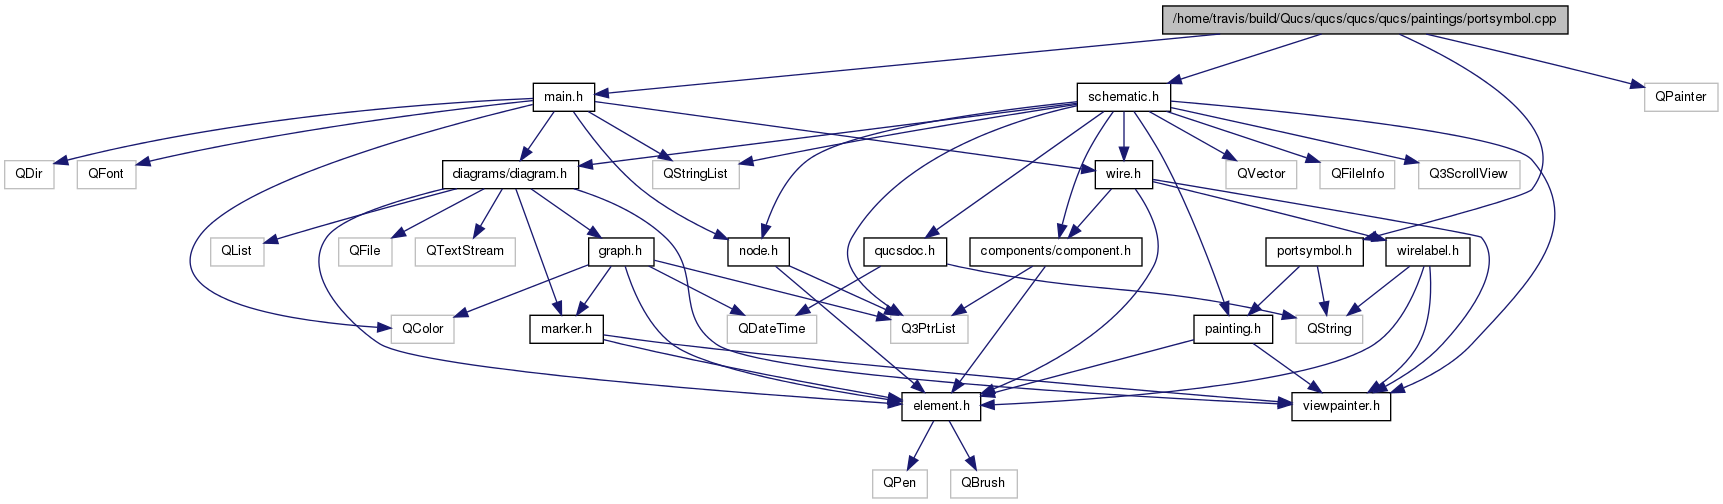 /home/travis/build/Qucs/qucs/qucs/qucs/paintings/portsymbol.cpp
main.h
schematic.h
QPainter
QDir
QFont
diagrams/diagram.h
QStringList
wire.h
QVector
QFileInfo
Q3ScrollView
QList
QFile
QTextStream
graph.h
node.h
qucsdoc.h
components/component.h
portsymbol.h
wirelabel.h
QColor
marker.h
QDateTime
Q3PtrList
painting.h
QString
element.h
viewpainter.h
QPen
QBrush